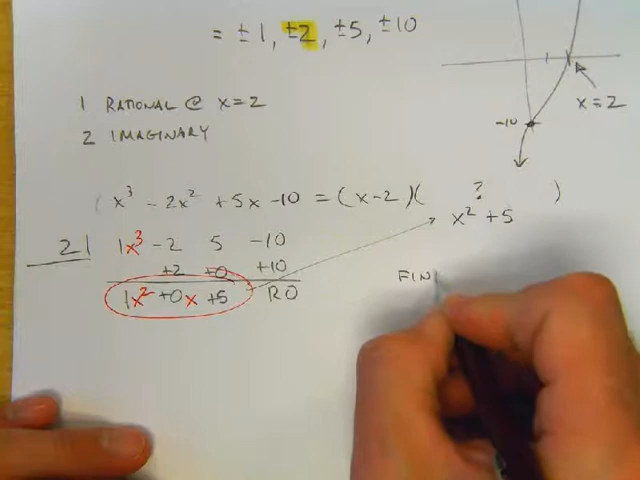 = ±1, ±2, ±5, ±10
1 RATIONAL @ x=2
2 IMAGINARY
x=2
-10
( x³ - 2x² + 5x - 10 = (x-2)( ? )
x² + 5
2| 1x³ -2 5 -10
+2 +0 +10
1x² +0x +5 R0
FIN